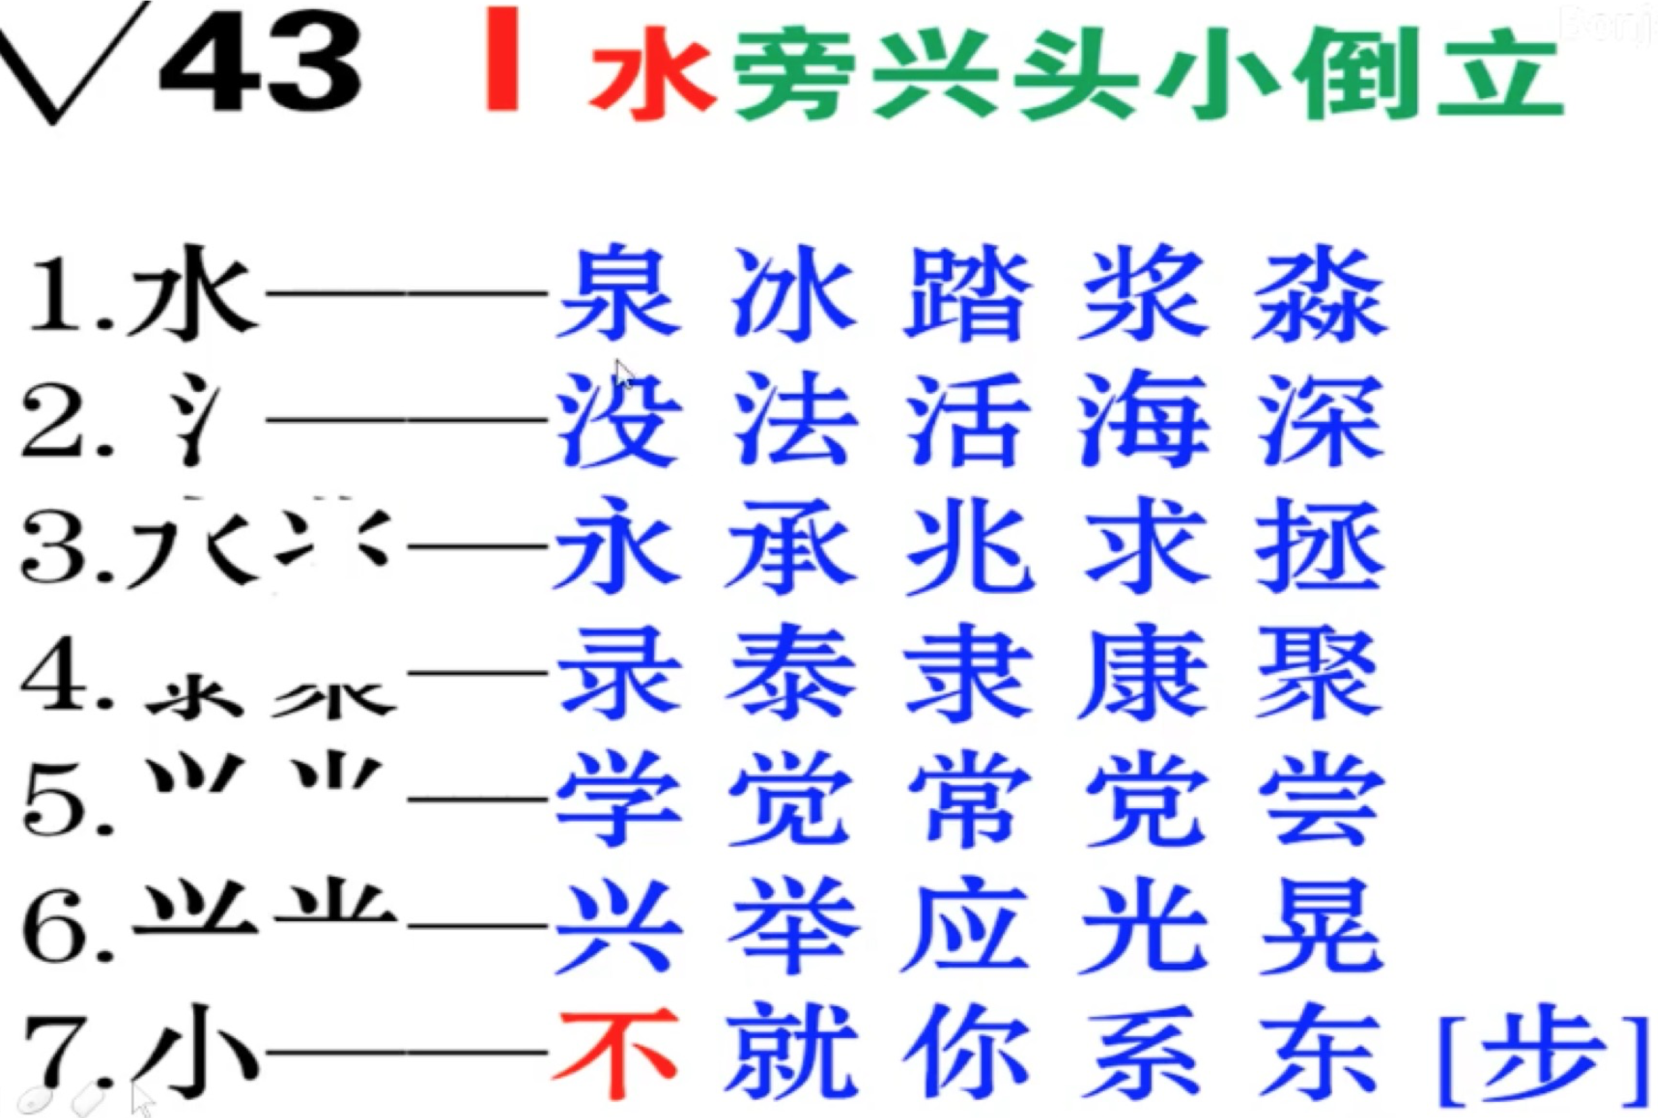 43 I 水旁兴头小倒立
1.水——泉 冰 踏 浆 淼
2.氵——没 法 活 海 深
3.——永 承 兆 求 拯
4.氺——录 泰 隶 康 聚
5.⺍ ⺌——学 觉 常 党 尝
6.——兴 举 应 光 晃
7.小——不 就 你 系 东 [步]